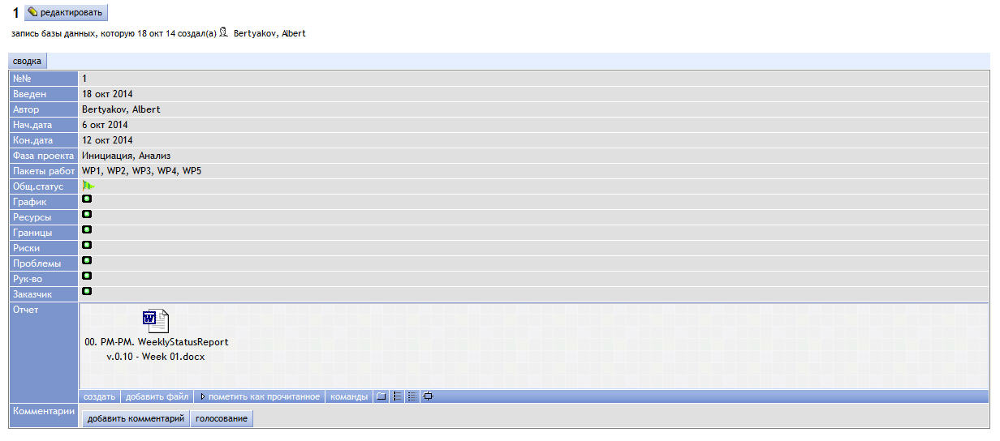 1 редактировать
запись базы данных, которую 18 окт 14 создал(а) Bertyakov, Albert
сводка
№№ 1
Введен 18 окт 2014
Автор Bertyakov, Albert
Нач.дата 6 окт 2014
Кон.дата 12 окт 2014
Фаза проекта Инициация, Анализ
Пакеты работ WP1, WP2, WP3, WP4, WP5
Общ.статус
График
Ресурсы
Границы
Риски
Проблемы
Рук-во
Заказчик
Отчет
00. PM-PM. WeeklyStatusReport
v.0.10 - Week 01.docx
создать добавить файл пометить как прочитанное команды
Комментарии
добавить комментарий голосование